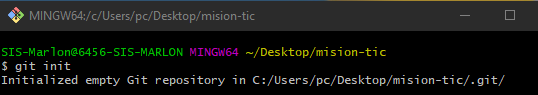 MINGW64:/c/Users/pc/Desktop/mision-tic
SIS-Marlon@6456-SIS-MARLON MINGW64 ~/Desktop/mision-tic
$ git init
Initialized empty Git repository in C:/Users/pc/Desktop/mision-tic/.git/